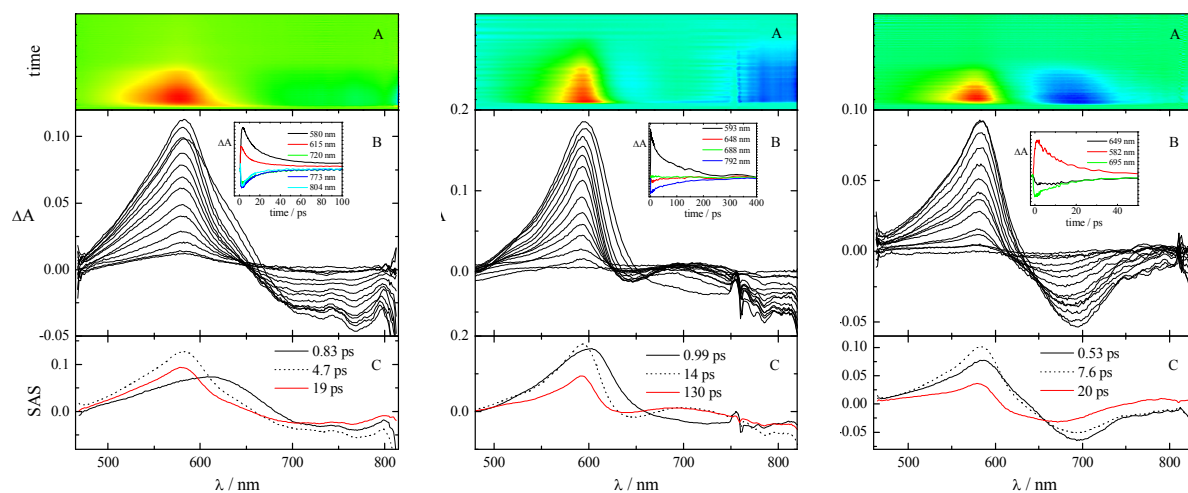 A
A
A
time
0.2
0.10
B
B
B
0.10
0.05
0.00
-0.05
ΔA
ΔA
580 nm
615 nm
720 nm
773 nm
804 nm
0 20 40 60 80 100
time / ps
0.1
0.0
0.2
ΔA
593 nm
648 nm
688 nm
792 nm
0 100 200 300 400
time / ps
0.05
0.00
-0.05
ΔA
649 nm
582 nm
695 nm
0 20 40
time / ps
C
0.83 ps
4.7 ps
19 ps
0.1
0.0
SAS
500 600 700 800
λ / nm
C
0.99 ps
14 ps
130 ps
0.1
0.0
500 600 700 800
λ / nm
C
0.53 ps
7.6 ps
20 ps
0.10
0.05
0.00
-0.05
500 600 700 800
λ / nm